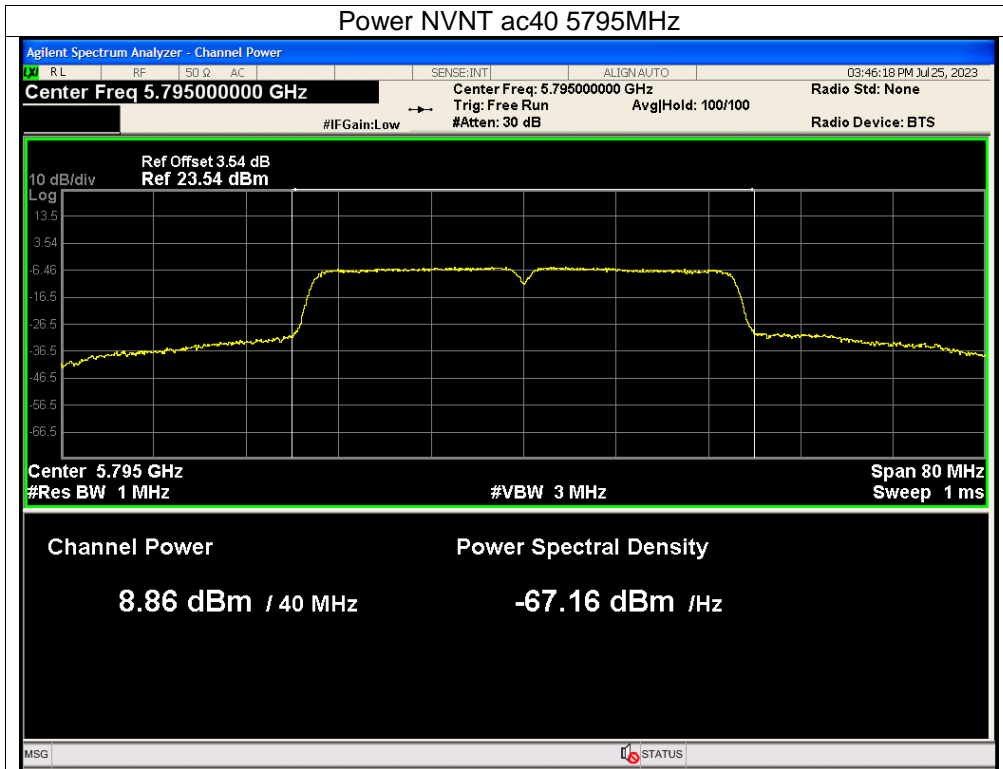 Power NVNT ac40 5795MHz
Agilent Spectrum Analyzer - Channel Power
LXI RL RF 50 Ω AC SENSE:INT ALIGN AUTO 03:46:18 PM Jul 25, 2023
Center Freq 5.795000000 GHz Center Freq: 5.795000000 GHz Radio Std: None
Trig: Free Run Avg|Hold: 100/100
#IFGain:Low #Atten: 30 dB Radio Device: BTS
Ref Offset 3.54 dB
10 dB/div Ref 23.54 dBm
Log
13.5
3.54
-6.46
-16.5
-26.5
-36.5
-46.5
-56.5
-66.5
Center 5.795 GHz Span 80 MHz
#Res BW 1 MHz #VBW 3 MHz Sweep 1 ms
Channel Power Power Spectral Density
8.86 dBm / 40 MHz -67.16 dBm /Hz
MSG STATUS